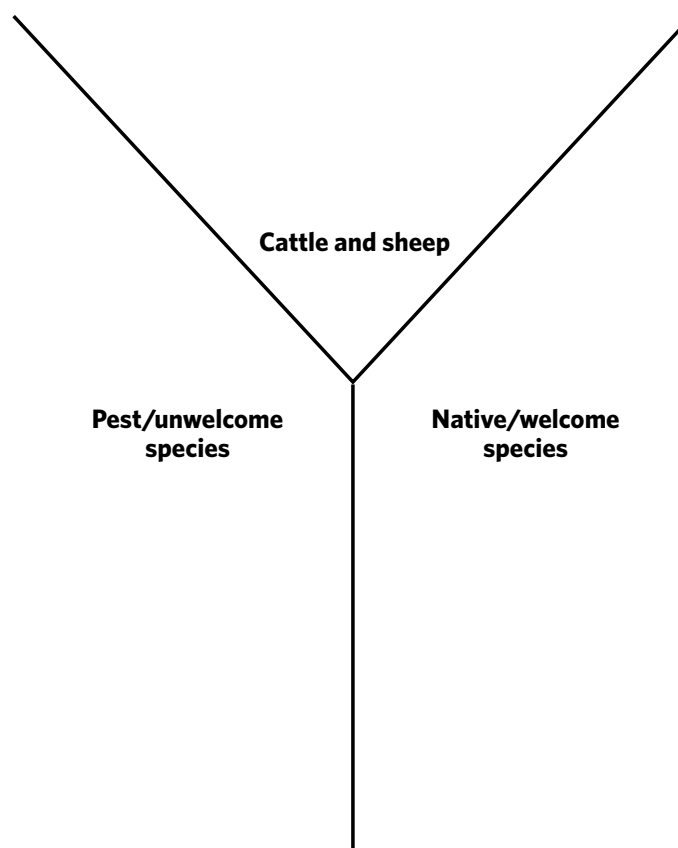 Cattle and sheep
Pest/unwelcome
species
Native/welcome
species